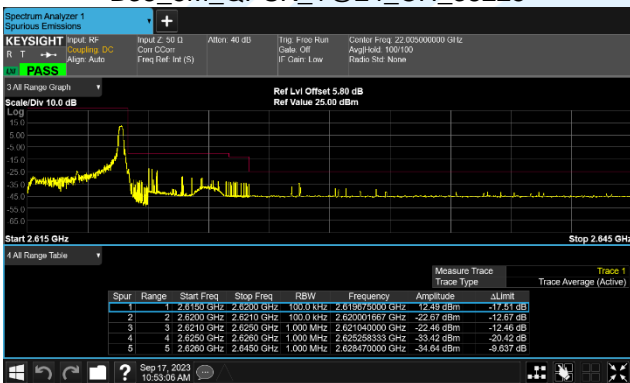 Spectrum Analyzer 1
Spurious Emissions
+
KEYSIGHT Input: RF Input Z: 50 Ω Atten: 40 dB Trig: Free Run Center Freq: 22.005000000 GHz
R T Coupling: DC Corr CCorr Gate: Off Avg|Hold: 100/100
Align: Auto Freq Ref: Int (S) IF Gain: Low Radio Std: None
PASS
3 All Range Graph
Ref Lvl Offset 5.80 dB
Scale/Div 10.0 dB Ref Value 25.00 dBm
Log
15.0
5.00
-5.00
-15.0
-25.0
-35.0
-45.0
-55.0
-65.0
Start 2.615 GHz Stop 2.645 GHz
4 All Range Table
Measure Trace Trace 1
Trace Type Trace Average (Active)
Spur Range Start Freq Stop Freq RBW Frequency Amplitude ΔLimit
1 1 2.6150 GHz 2.6200 GHz 100.0 kHz 2.619675000 GHz 12.49 dBm -17.51 dB
2 2 2.6200 GHz 2.6210 GHz 100.0 kHz 2.620001667 GHz -22.67 dBm -12.67 dB
3 3 2.6210 GHz 2.6250 GHz 1.000 MHz 2.621040000 GHz -22.46 dBm -12.46 dB
4 4 2.6250 GHz 2.6260 GHz 1.000 MHz 2.625258333 GHz -33.42 dBm -20.42 dB
5 5 2.6260 GHz 2.6450 GHz 1.000 MHz 2.628470000 GHz -34.64 dBm -9.637 dB
? Sep 17, 2023
10:53:06 AM